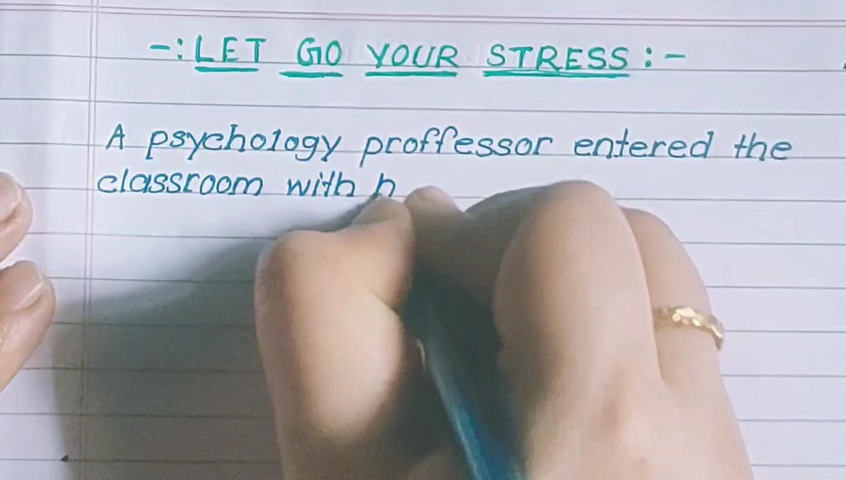 -: LET GO YOUR STRESS :-
A psychology proffessor entered the
classroom with h